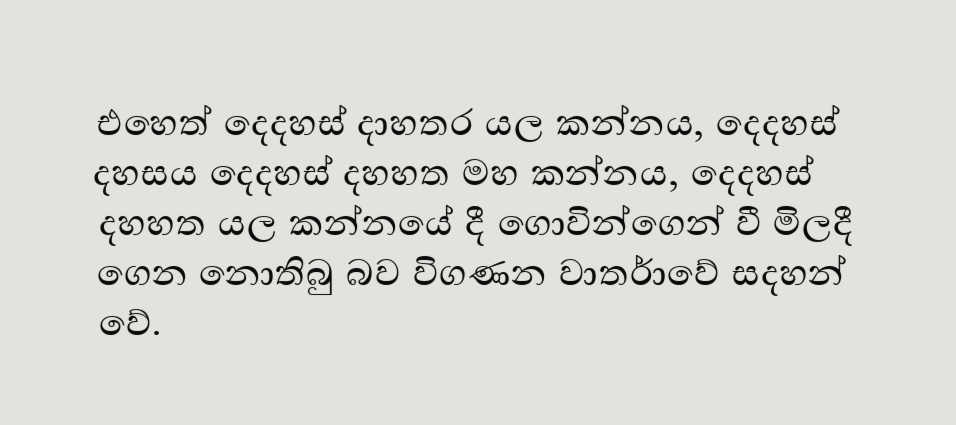 එහෙත් දෙදහස් දාහතර යල කන්නය, දෙදහස්
දහසය දෙදහස් දහහත මහ කන්නය, දෙදහස්
දහහත යල කන්නයේ දී ගොවින්ගෙන් වී මිලදී
ගෙන නොතිබු බව විගණන වාර්තාවේ සදහන්
වේ.